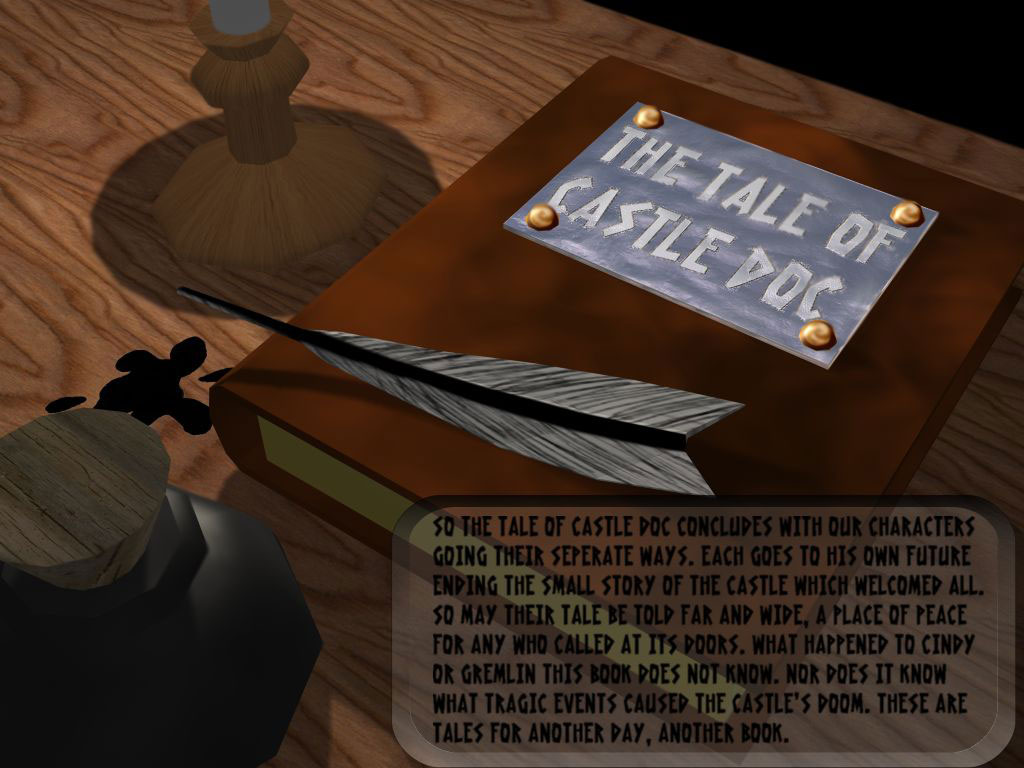 THE TALE OF
CASTLE DOC
SO THE TALE OF CASTLE DOC CONCLUDES WITH OUR CHARACTERS
GOING THEIR SEPERATE WAYS. EACH GOES TO HIS OWN FUTURE
ENDING THE SMALL STORY OF THE CASTLE WHICH WELCOMED ALL.
SO MAY THEIR TALE BE TOLD FAR AND WIDE, A PLACE OF PEACE
FOR ANY WHO CALLED AT ITS DOORS. WHAT HAPPENED TO CINDY
OR GREMLIN THIS BOOK DOES NOT KNOW. NOR DOES IT KNOW
WHAT TRAGIC EVENTS CAUSED THE CASTLE'S DOOM. THESE ARE
TALES FOR ANOTHER DAY, ANOTHER BOOK.